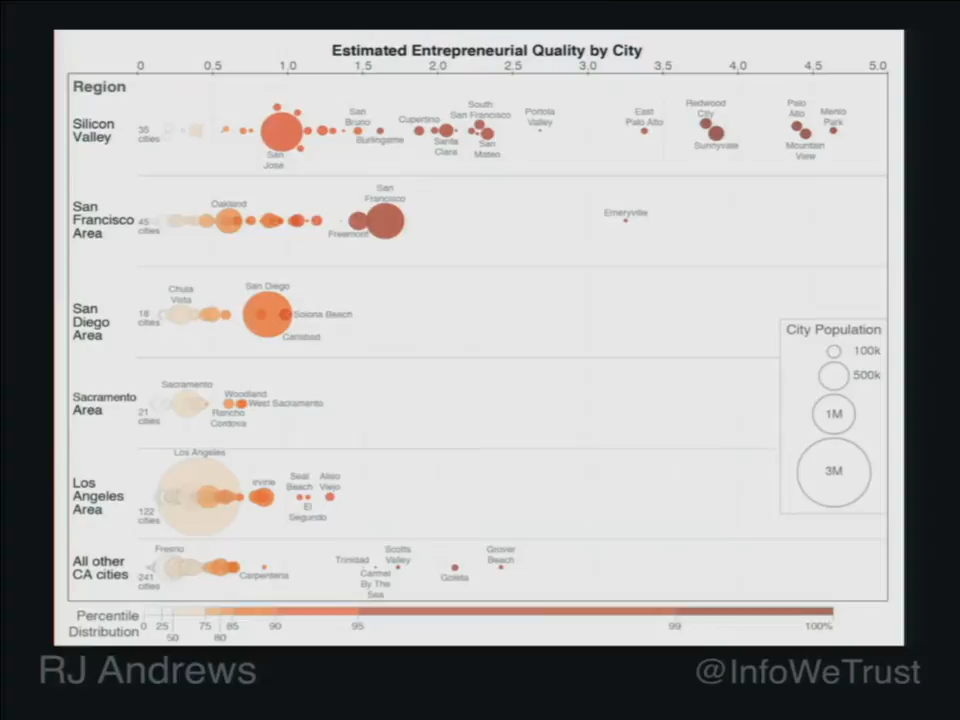 Estimated Entrepreneurial Quality by City
0 0.5 1.0 1.5 2.0 2.5 3.0 3.5 4.0 4.5 5.0
Region
Silicon
Valley
35
cities
San
Jose
San
Bruno
Burlingame
Cupertino
Santa
Clara
South
San Francisco
San
Mateo
Portola
Valley
East
Palo Alto
Redwood
City
Sunnyvale
Palo
Alto
Mountain
View
Menlo
Park
San
Francisco
Area
45
cities
Oakland
Freemont
San
Francisco
Emeryville
San
Diego
Area
18
cities
Chula
Vista
San Diego
Solona Beach
Carlsbad
Sacramento
Area
21
cities
Sacramento
Woodland
West Sacramento
Rancho
Cordova
Los
Angeles
Area
122
cities
Los Angeles
Irvine
Seal
Beach
El
Segundo
Aliso
Viejo
All other
CA cities
241
cities
Fresno
Carpenteria
Trinidad
Carmel
By The
Sea
Scotts
Valley
Goleta
Grover
Beach
City Population
100k
500k
1M
3M
Percentile
Distribution
0 25 50 75 80 85 90 95 99 100%
RJ Andrews
@InfoWeTrust